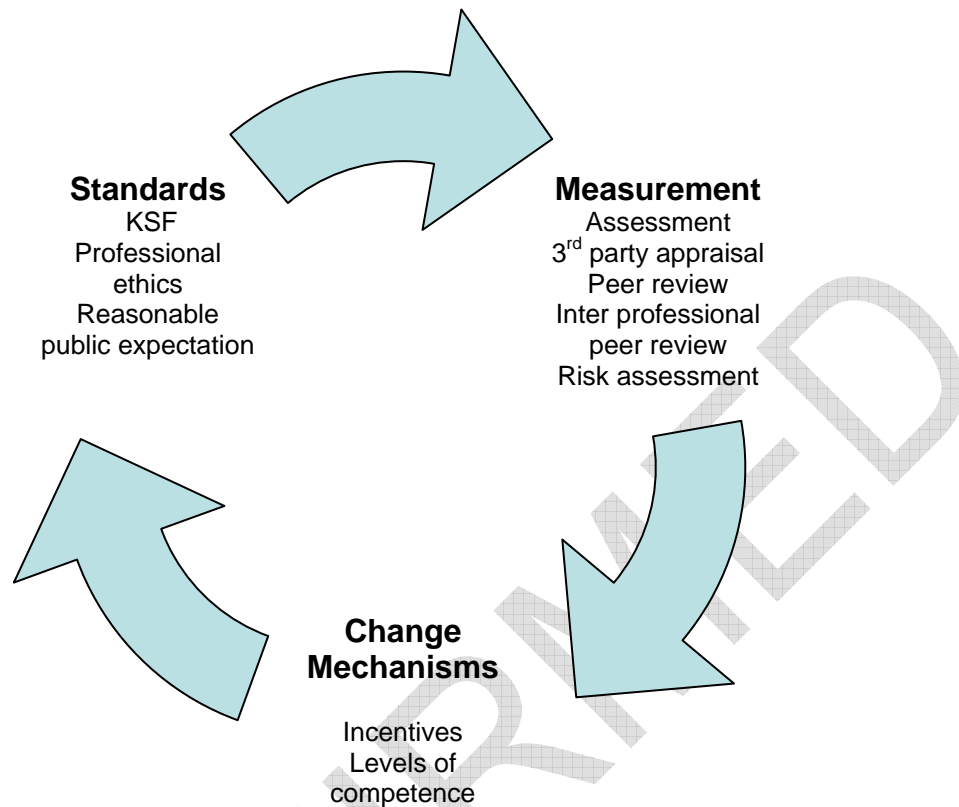 Standards
KSF
Professional
ethics
Reasonable
public expectation
Measurement
Assessment
3rd party appraisal
Peer review
Inter professional
peer review
Risk assessment
Change
Mechanisms
Incentives
Levels of
competence
RMED